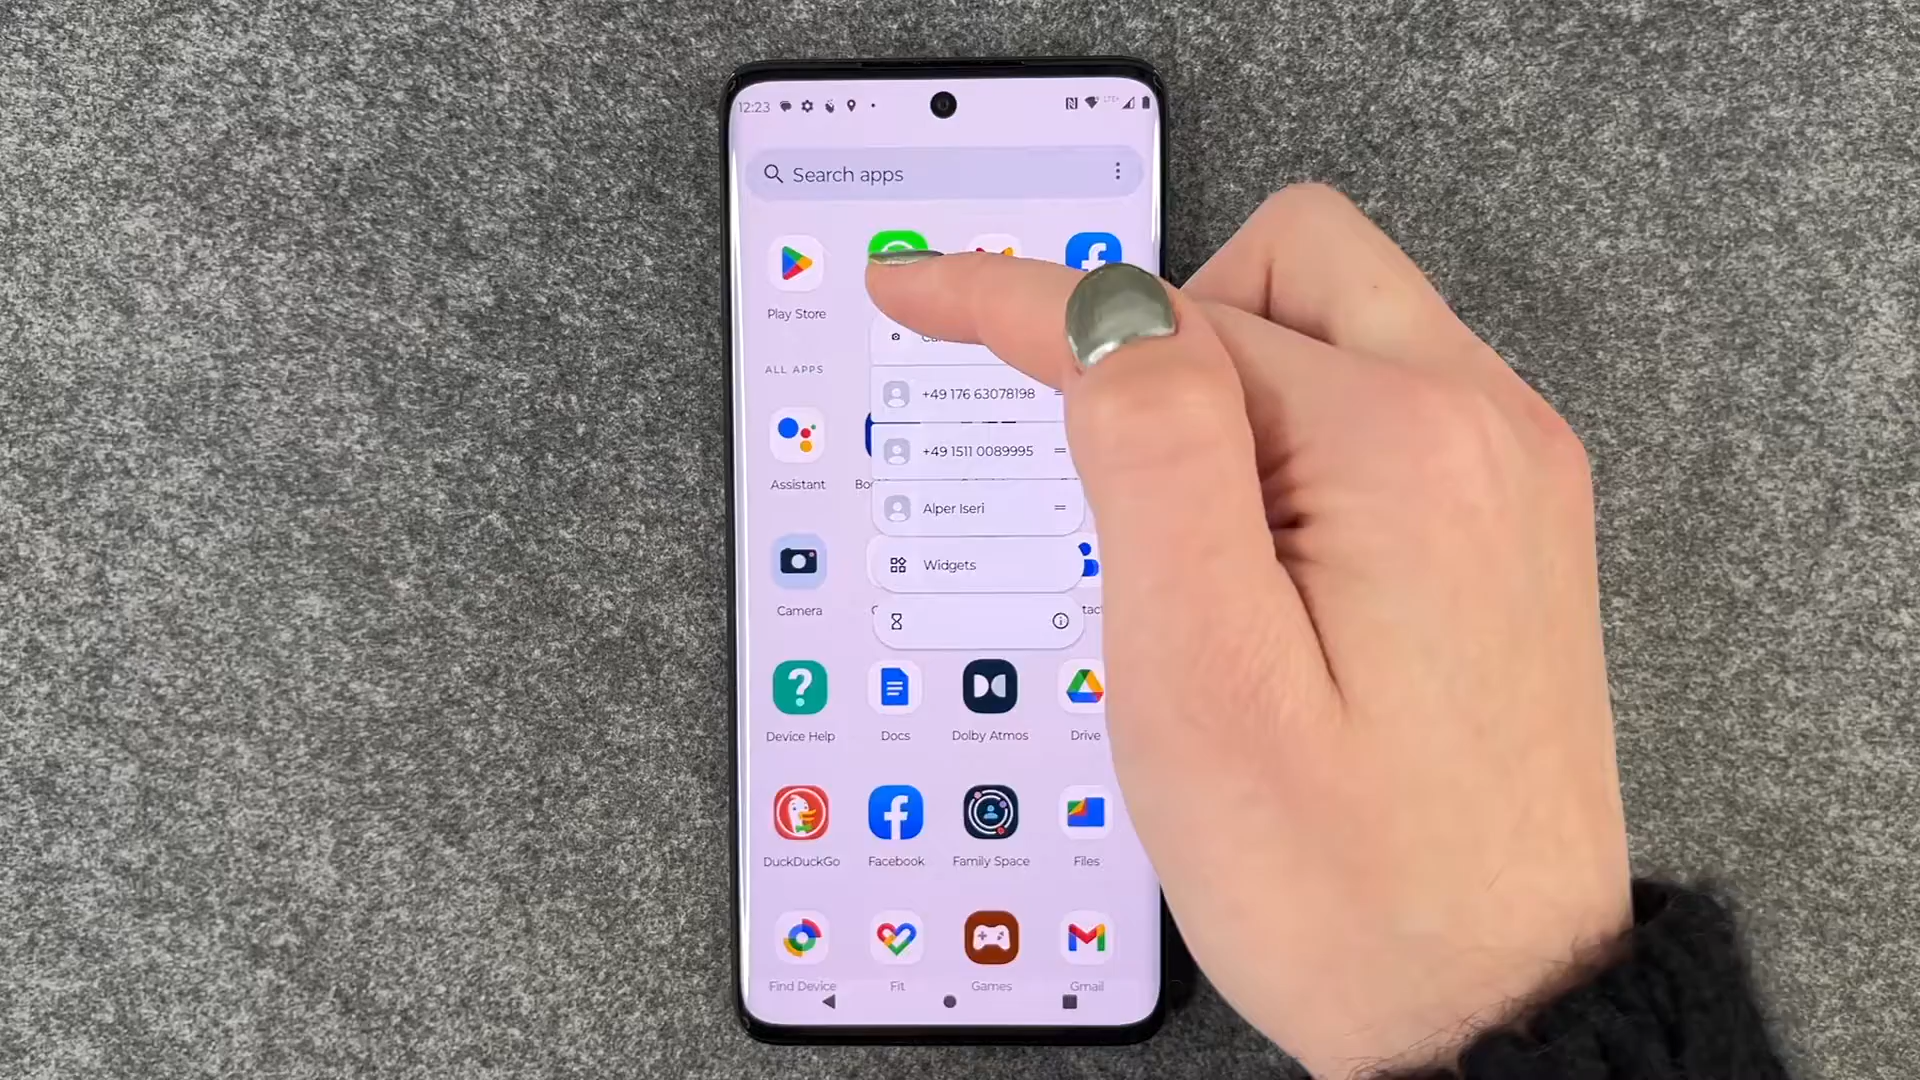 12:23
LTE+
Search apps
Play Store
ALL APPS
+49 176 63078198
+49 1511 0089995
Assistant
Alper Iseri
Widgets
Camera
Device Help
Docs
Dolby Atmos
Drive
DuckDuckGo
Facebook
Family Space
Files
Find Device
Fit
Games
Gmail